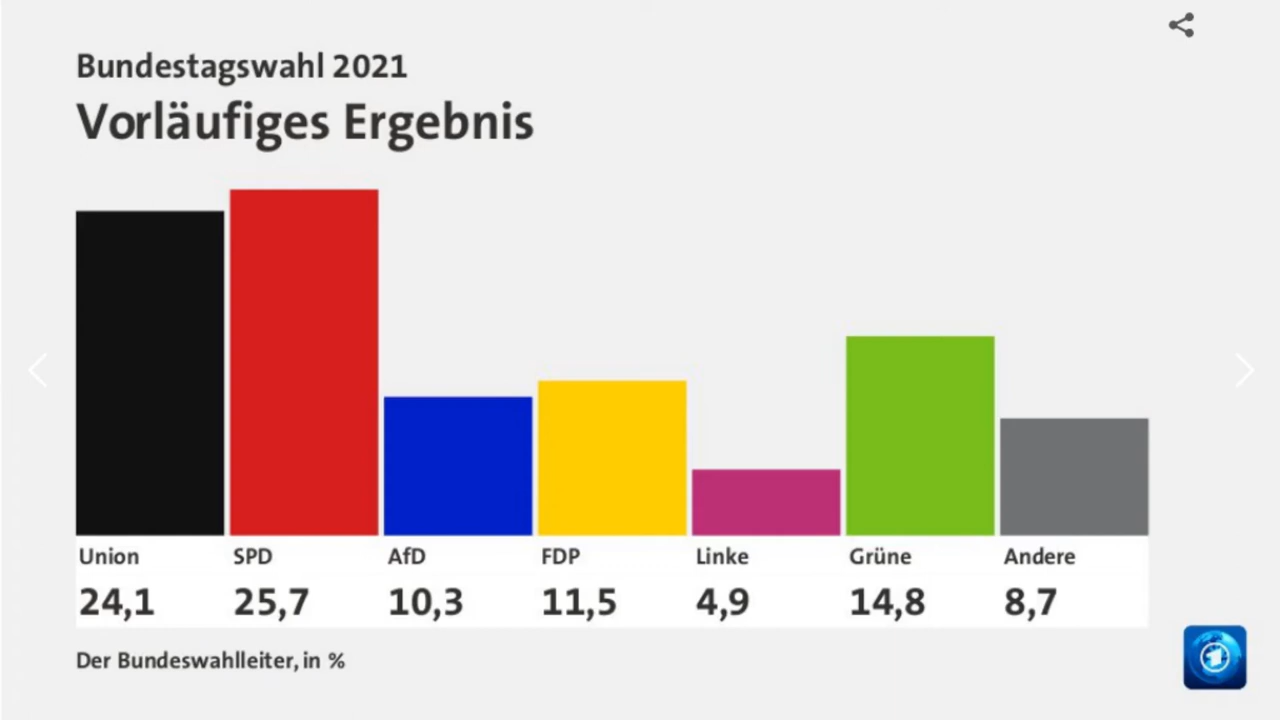 Bundestagswahl 2021
Vorläufiges Ergebnis
Union SPD AfD FDP Linke Grüne Andere
24,1 25,7 10,3 11,5 4,9 14,8 8,7
Der Bundeswahlleiter, in %
1